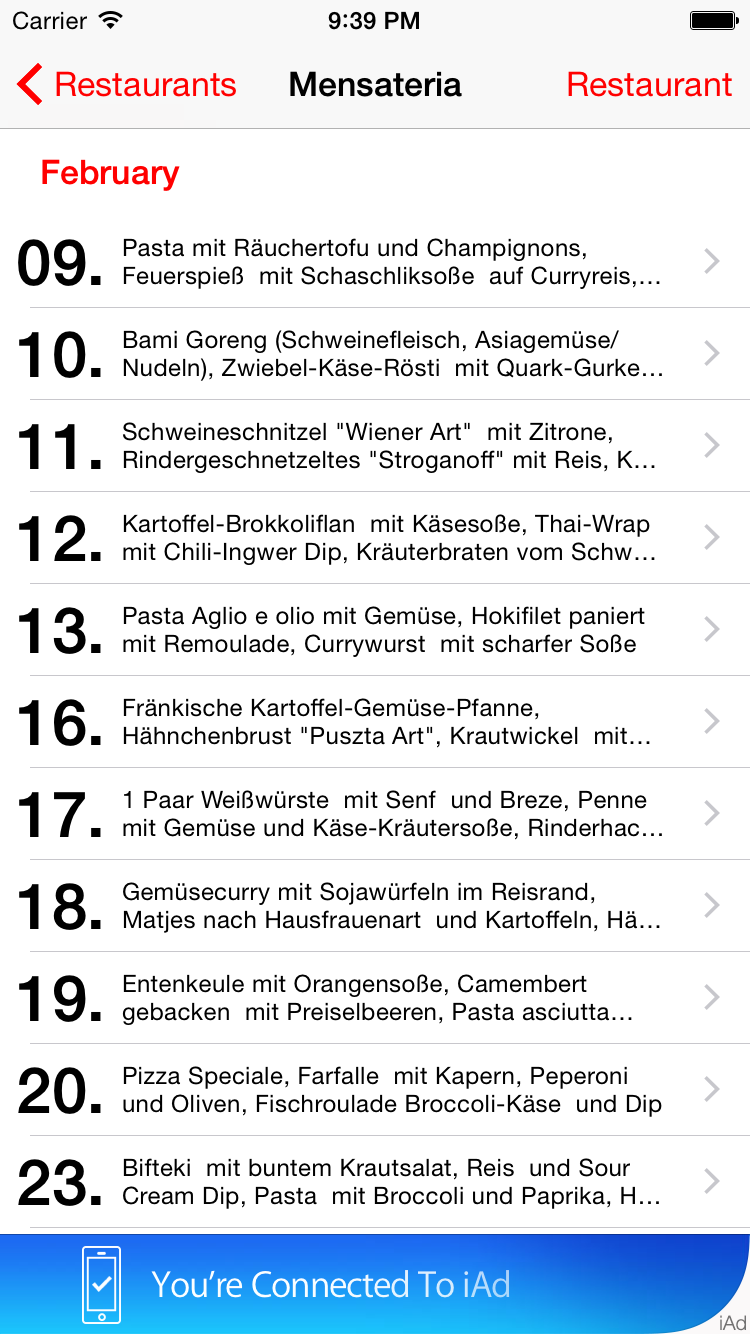 Carrier 9:39 PM
Restaurants Mensateria Restaurant
February
09. Pasta mit Räuchertofu und Champignons,
Feuerspieß  mit Schaschliksoße  auf Curryreis,…
10. Bami Goreng (Schweinefleisch, Asiagemüse/
Nudeln), Zwiebel-Käse-Rösti  mit Quark-Gurke…
11. Schweineschnitzel "Wiener Art"  mit Zitrone,
Rindergeschnetzeltes "Stroganoff" mit Reis, K…
12. Kartoffel-Brokkoliflan  mit Käsesoße, Thai-Wrap
mit Chili-Ingwer Dip, Kräuterbraten vom Schw…
13. Pasta Aglio e olio mit Gemüse, Hokifilet paniert
mit Remoulade, Currywurst  mit scharfer Soße
16. Fränkische Kartoffel-Gemüse-Pfanne,
Hähnchenbrust "Puszta Art", Krautwickel  mit…
17. 1 Paar Weißwürste  mit Senf  und Breze, Penne
mit Gemüse und Käse-Kräutersoße, Rinderhac…
18. Gemüsecurry mit Sojawürfeln im Reisrand,
Matjes nach Hausfrauenart  und Kartoffeln, Hä…
19. Entenkeule mit Orangensoße, Camembert
gebacken  mit Preiselbeeren, Pasta asciutta…
20. Pizza Speciale, Farfalle  mit Kapern, Peperoni
und Oliven, Fischroulade Broccoli-Käse  und Dip
23. Bifteki  mit buntem Krautsalat, Reis  und Sour
Cream Dip, Pasta  mit Broccoli und Paprika, H…
You're Connected To iAd
iAd